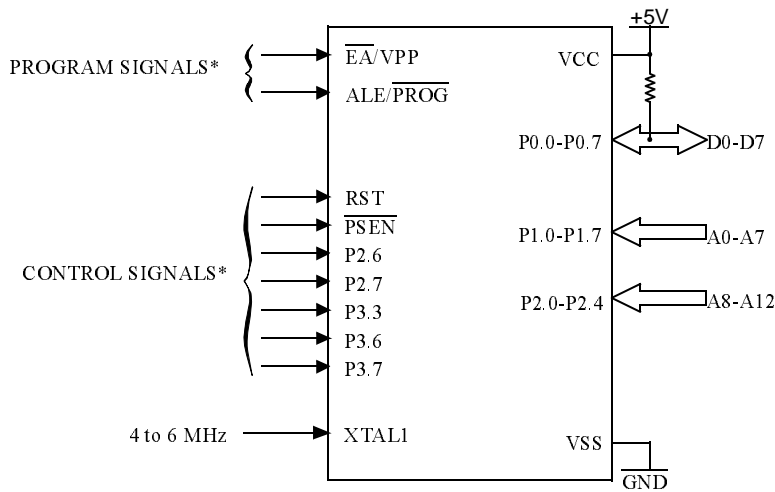 +5V
PROGRAM SIGNALS*
EA/VPP
ALE/PROG
VCC
P0.0-P0.7
D0-D7
CONTROL SIGNALS*
RST
PSEN
P2.6
P2.7
P3.3
P3.6
P3.7
P1.0-P1.7
A0-A7
P2.0-P2.4
A8-A12
4 to 6 MHz
XTAL1
VSS
GND